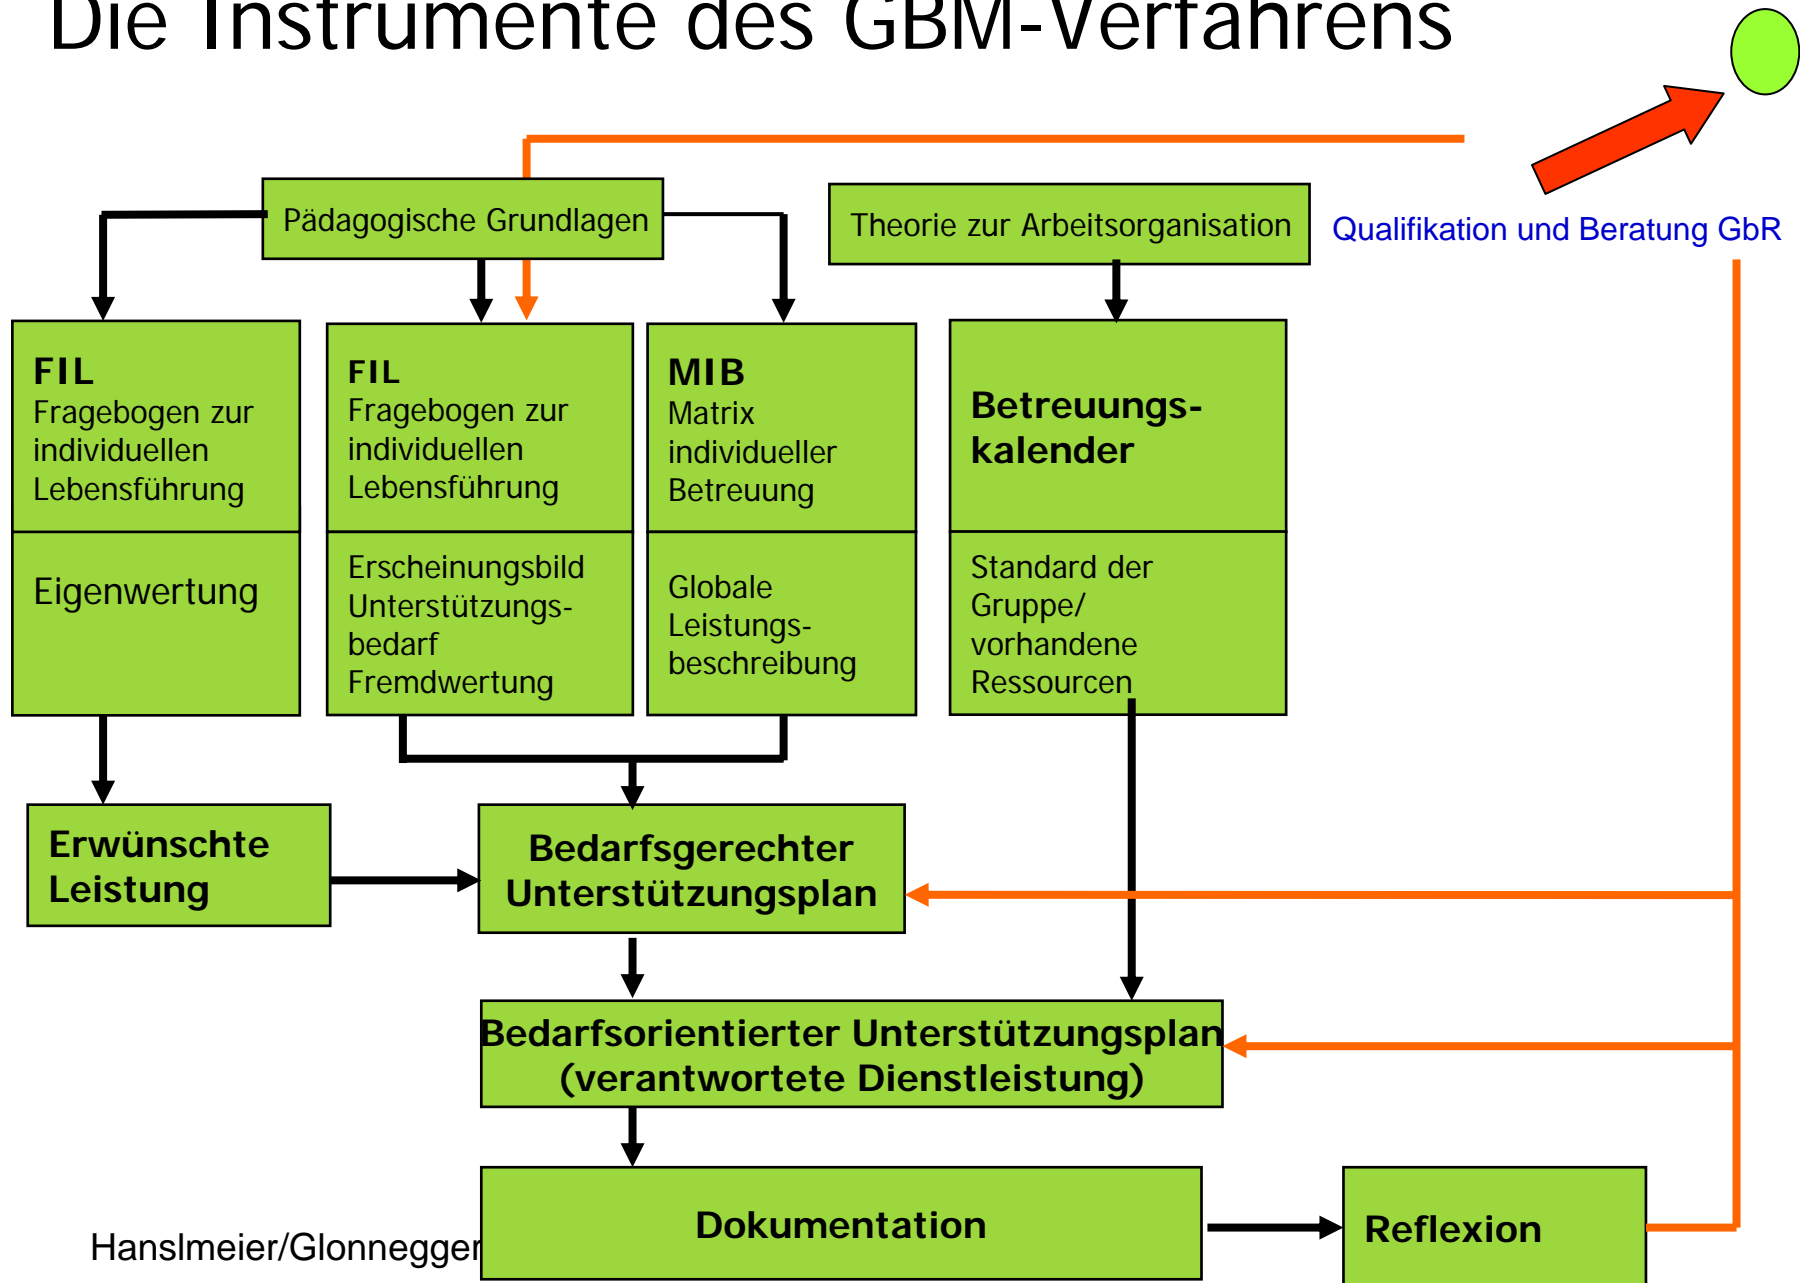 Die Instrumente des GBM-Verfahrens
Pädagogische Grundlagen
Theorie zur Arbeitsorganisation
Qualifikation und Beratung GbR
FIL
Fragebogen zur
individuellen
Lebensführung
Eigenwertung
FIL
Fragebogen zur
individuellen
Lebensführung
Erscheinungsbild
Unterstützungs-
bedarf
Fremdwertung
MIB
Matrix
individueller
Betreuung
Globale
Leistungs-
beschreibung
Betreuungs-
kalender
Standard der
Gruppe/
vorhandene
Ressourcen
Erwünschte
Leistung
Bedarfsgerechter
Unterstützungsplan
Bedarfsorientierter Unterstützungsplan
(verantwortete Dienstleistung)
Dokumentation
Reflexion
Hanslmeier/Glonnegger